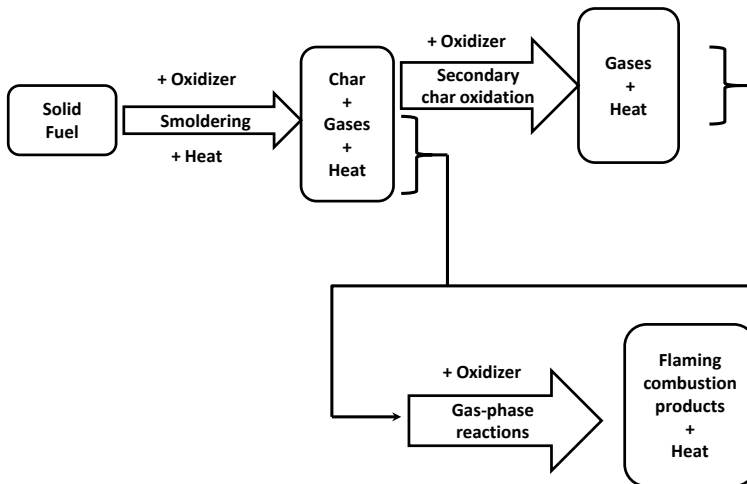 Solid
Fuel
+ Oxidizer
Smoldering
+ Heat
Char
+
Gases
+
Heat
+ Oxidizer
Secondary
char oxidation
Gases
+
Heat
+ Oxidizer
Gas-phase
reactions
Flaming
combustion
products
+
Heat